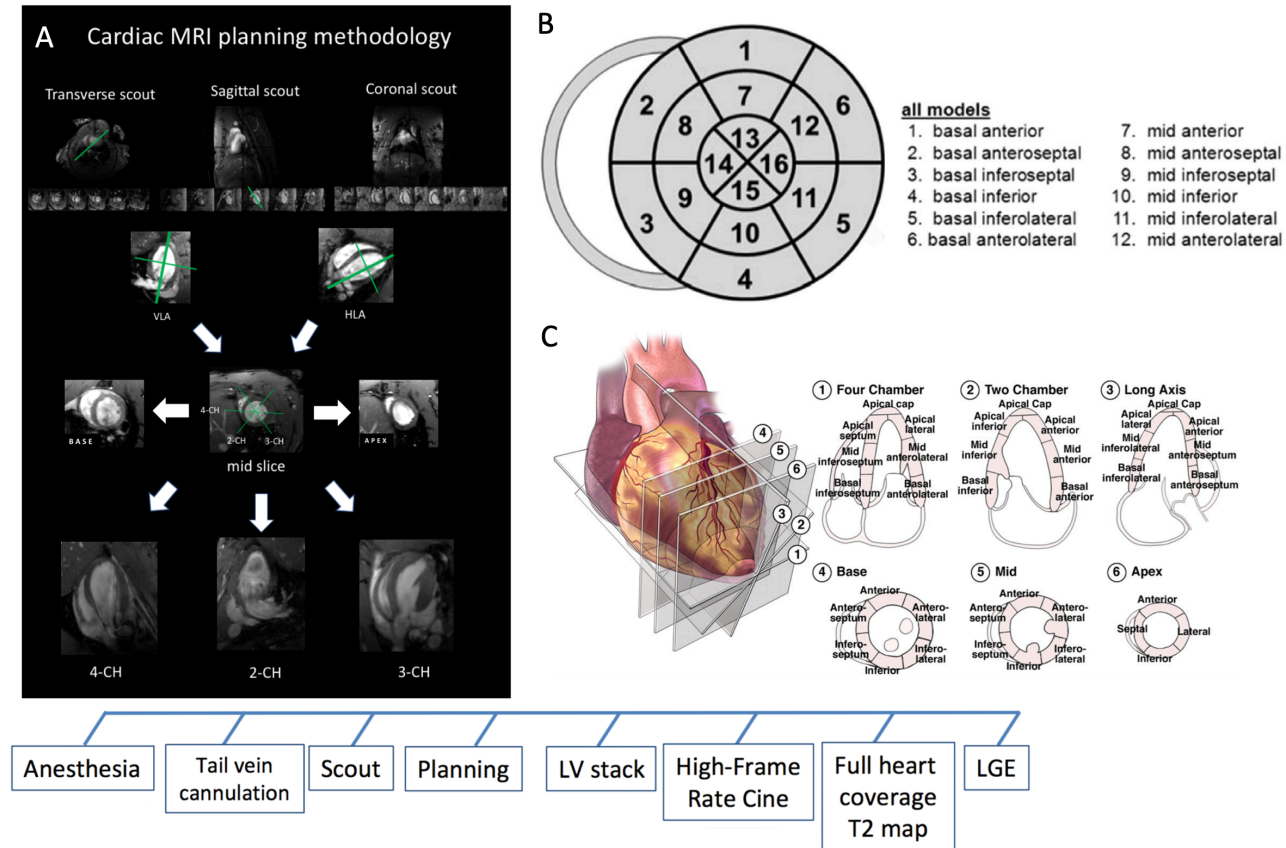 A
Cardiac MRI planning methodology
Transverse scout
Sagittal scout
Coronal scout
VLA
HLA
BASE
4-CH
2-CH
3-CH
APEX
mid slice
4-CH
2-CH
3-CH
B
1
2
6
7
8
12
13
14
16
15
9
11
3
5
10
4
all models
1. basal anterior
2. basal anteroseptal
3. basal inferoseptal
4. basal inferior
5. basal inferolateral
6. basal anterolateral
7. mid anterior
8. mid anteroseptal
9. mid inferoseptal
10. mid inferior
11. mid inferolateral
12. mid anterolateral
C
4
5
6
3
2
1
1 Four Chamber
Apical cap
Apical
septum
Apical
lateral
Mid
inferoseptum
Mid
anterolateral
Basal
inferoseptum
Basal
anterolateral
2 Two Chamber
Apical Cap
Apical
inferior
Apical
anterior
Mid
inferior
Mid
anterior
Basal
inferior
Basal
anterior
3 Long Axis
Apical Cap
Apical
lateral
Apical
anterior
Mid
inferolateral
Mid
anteroseptum
Basal
inferolateral
Basal
anteroseptum
4 Base
Anterior
Antero-
septum
Antero-
lateral
Infero-
septum
Infero-
lateral
Inferior
5 Mid
Anterior
Antero-
septum
Antero-
lateral
Infero-
septum
Infero-
lateral
Inferior
6 Apex
Anterior
Septal
Lateral
Inferior
Anesthesia
Tail vein
cannulation
Scout
Planning
LV stack
High-Frame
Rate Cine
Full heart
coverage
T2 map
LGE